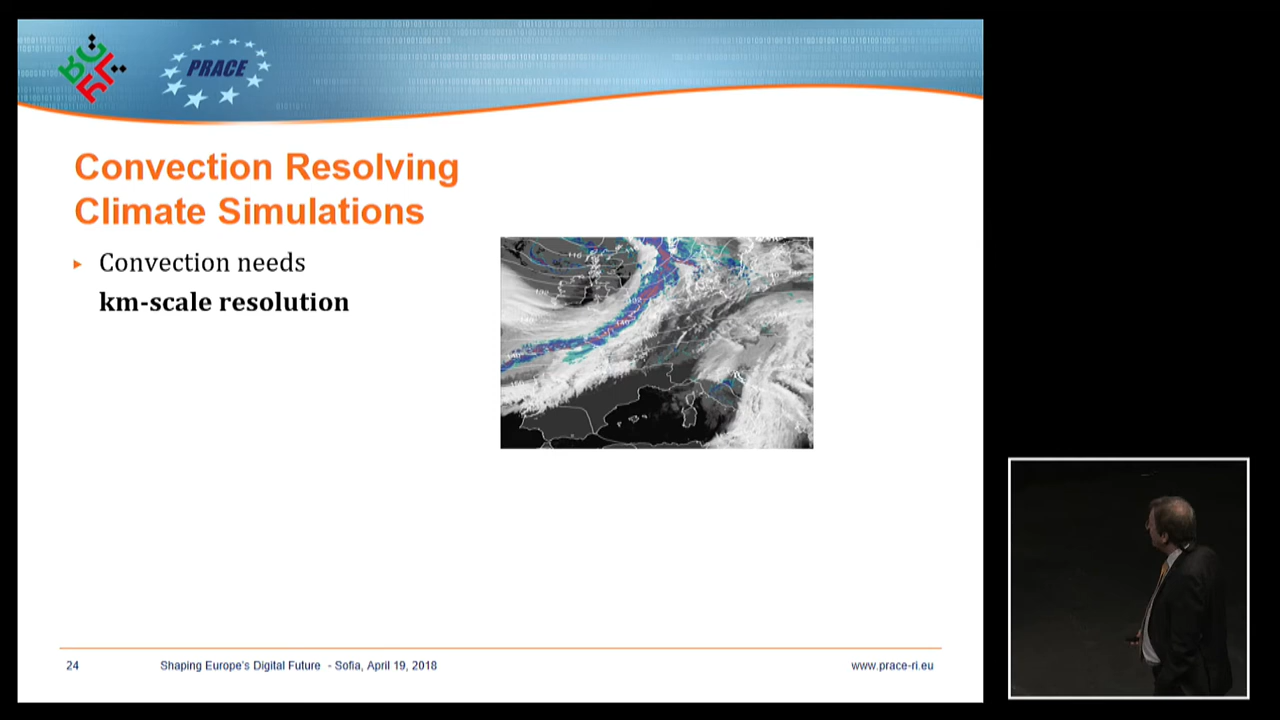 PRACE
Convection Resolving
Climate Simulations
Convection needs
km-scale resolution
24
Shaping Europe's Digital Future - Sofia, April 19, 2018
www.prace-ri.eu